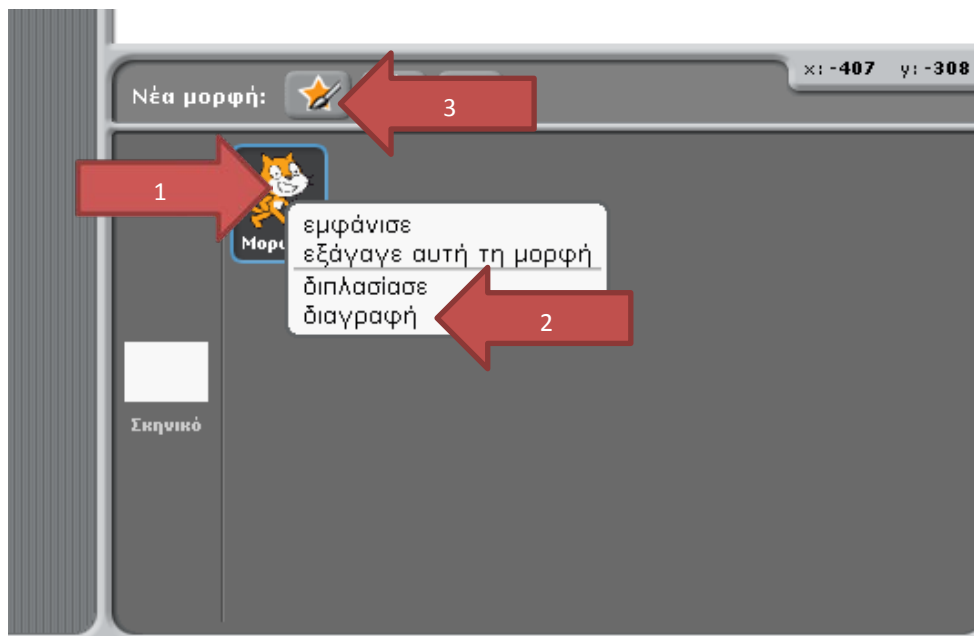 x: -407 y: -308
Νέα μορφή:
3
1
εμφάνισε
εξάγαγε αυτή τη μορφή
διπλασίασε
διαγραφή
2
Σκηνικό